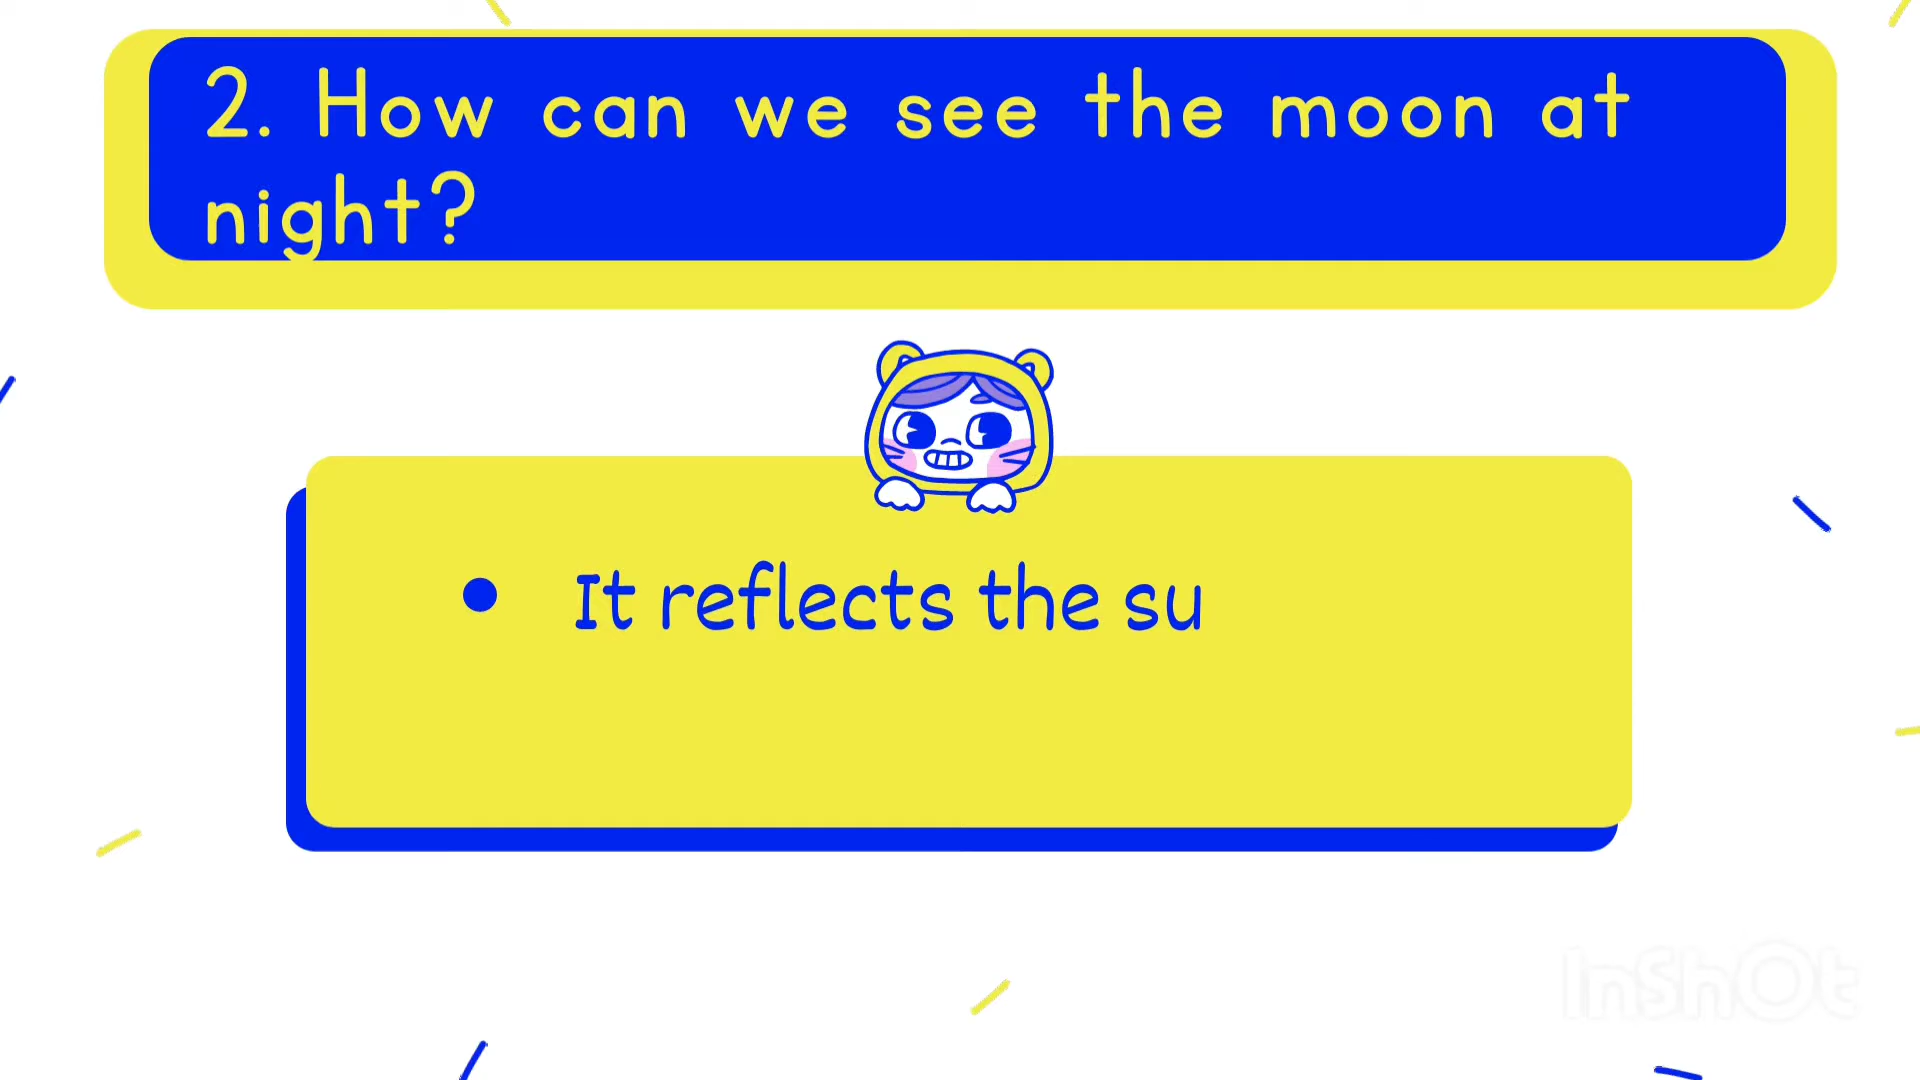 2. How can we see the moon at
night?
• It reflects the su
InShOt